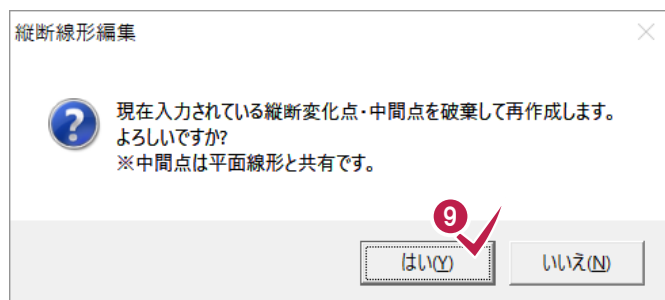 縦断線形編集
現在入力されている縦断変化点・中間点を破棄して再作成します。
よろしいですか?
※中間点は平面線形と共有です。
9
はい(Y) いいえ(N)